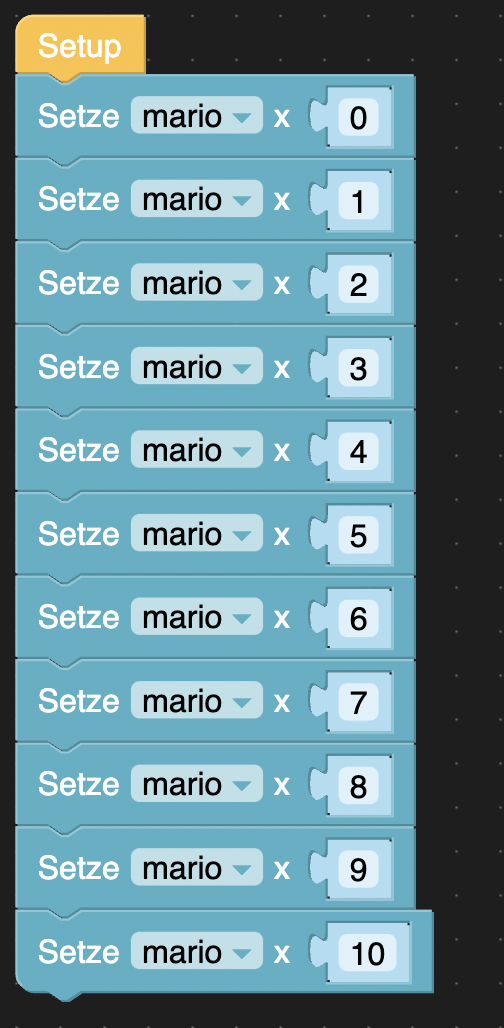 Setup
Setze mario x 0
Setze mario x 1
Setze mario x 2
Setze mario x 3
Setze mario x 4
Setze mario x 5
Setze mario x 6
Setze mario x 7
Setze mario x 8
Setze mario x 9
Setze mario x 10